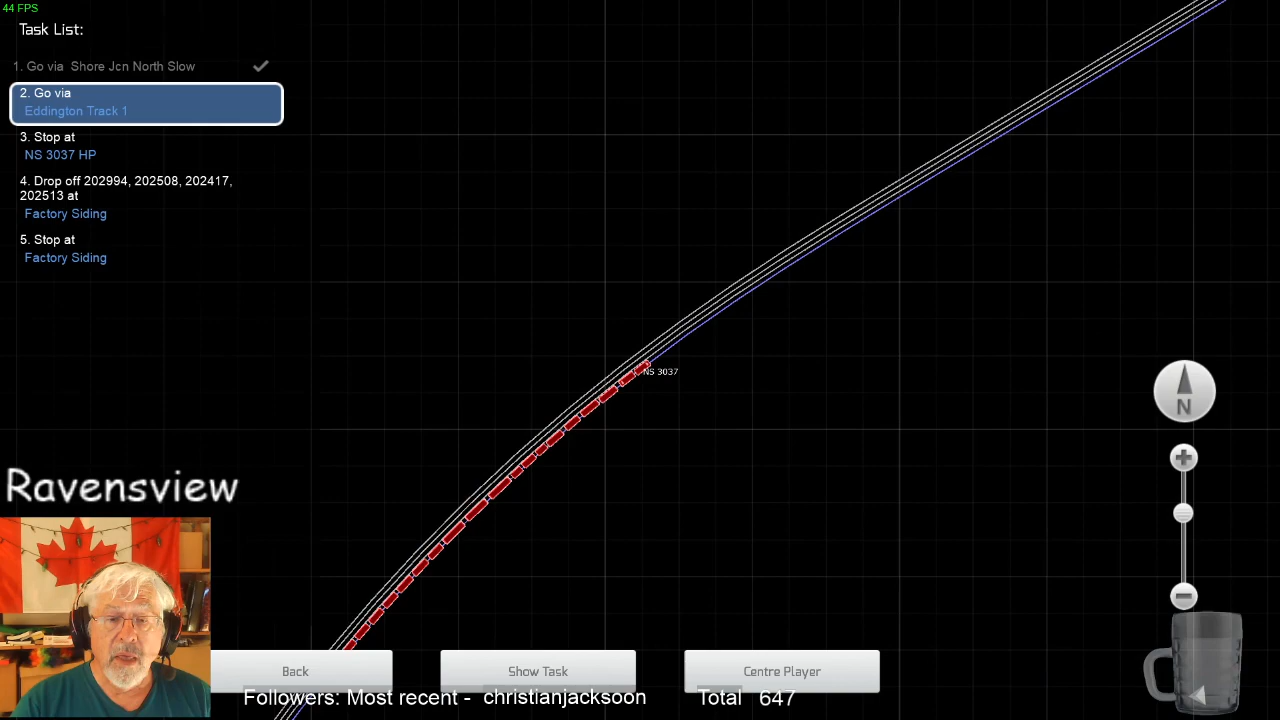 44 FPS
Task List:
1. Go via  Shore Jcn North Slow
2. Go via
Eddington Track 1
3. Stop at
NS 3037 HP
4. Drop off 202994, 202508, 202417,
202513 at
Factory Siding
5. Stop at
Factory Siding
NS 3037
N
Ravensview
Back
Show Task
Centre Player
Followers: Most recent -  christianjacksoon
Total  647